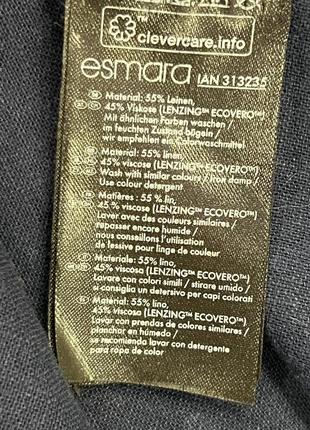 clevercare.info
esmara IAN 313235
Material: 55% Leinen,
45% Viskose (LENZING™ ECOVERO™)
Mit ähnlichen Farben waschen/
im feuchten Zustand bügeln/
wir empfehlen ein Colorwaschmittel
Material: 55% linen,
45% viscose (LENZING™ ECOVERO™)
Wash with similar colours / Iron damp
Use colour detergent
Matières : 55 % lin,
45 % viscose (LENZING™ ECOVERO™)
Laver avec des couleurs similaires /
repasser encore humide /
nous conseillons l'utilisation
de lessive pour linge de couleur
Materiale: 55% lino,
45% viscosa (LENZING™ ECOVERO™)
Lavare con colori simili / stirare umido /
si consiglia un detersivo per capi colorati
Material: 55% lino,
45% viscosa (LENZING™ ECOVERO™)
Lavar con prendas de colores similares /
planchar en húmedo /
se recomienda lavar con detergente
para ropa de color